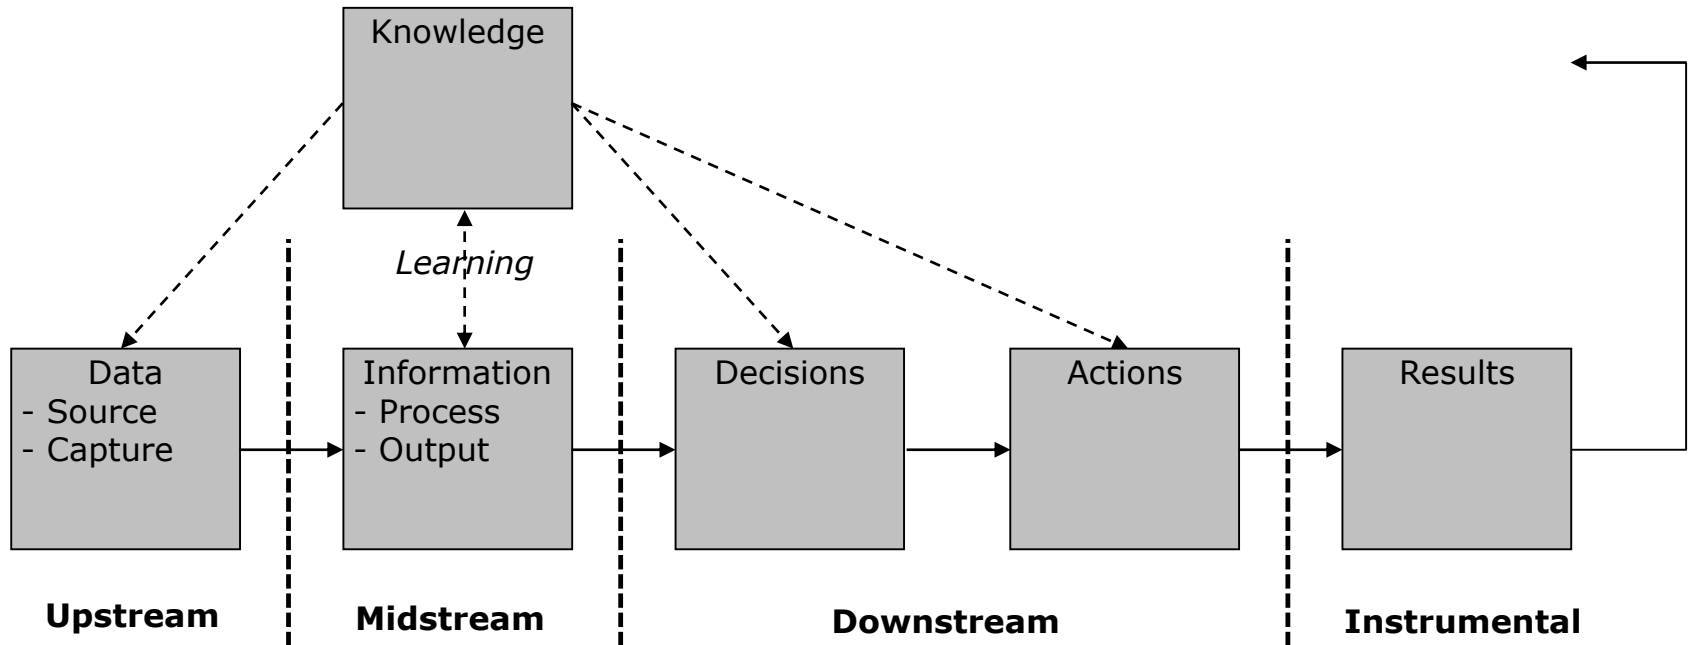 Knowledge
Learning
Data
- Source
- Capture
Information
- Process
- Output
Decisions
Actions
Results
Upstream
Midstream
Downstream
Instrumental